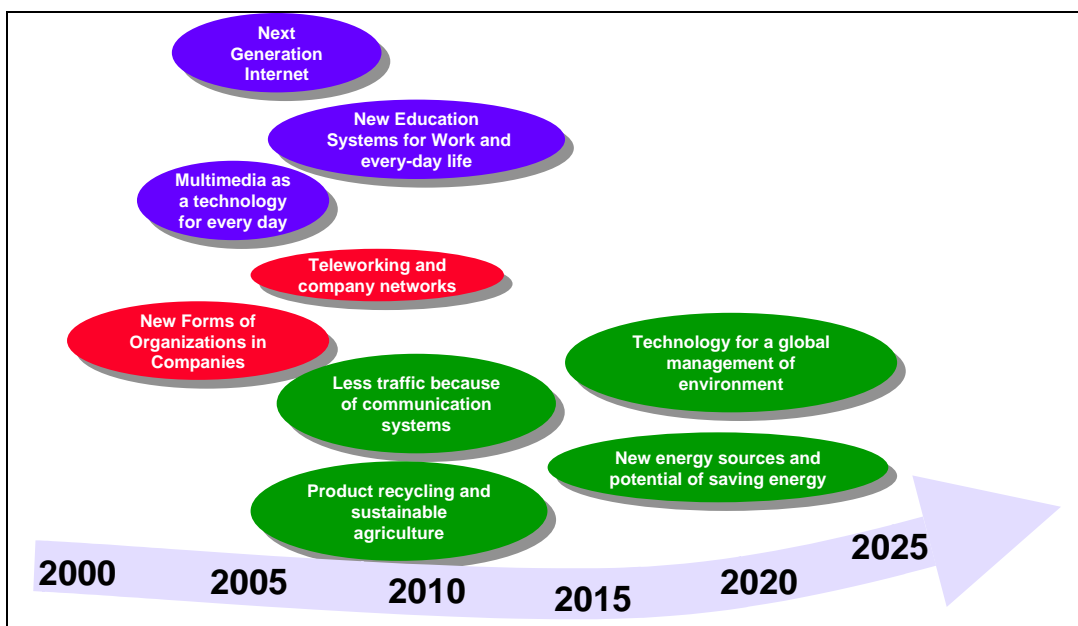 Next
Generation
Internet
New Education
Systems for Work and
every-day life
Multimedia as
a technology
for every day
Teleworking and
company networks
New Forms of
Organizations in
Companies
Technology for a global
management of
environment
Less traffic because
of communication
systems
New energy sources and
potential of saving energy
Product recycling and
sustainable
agriculture
2000
2005
2010
2015
2020
2025